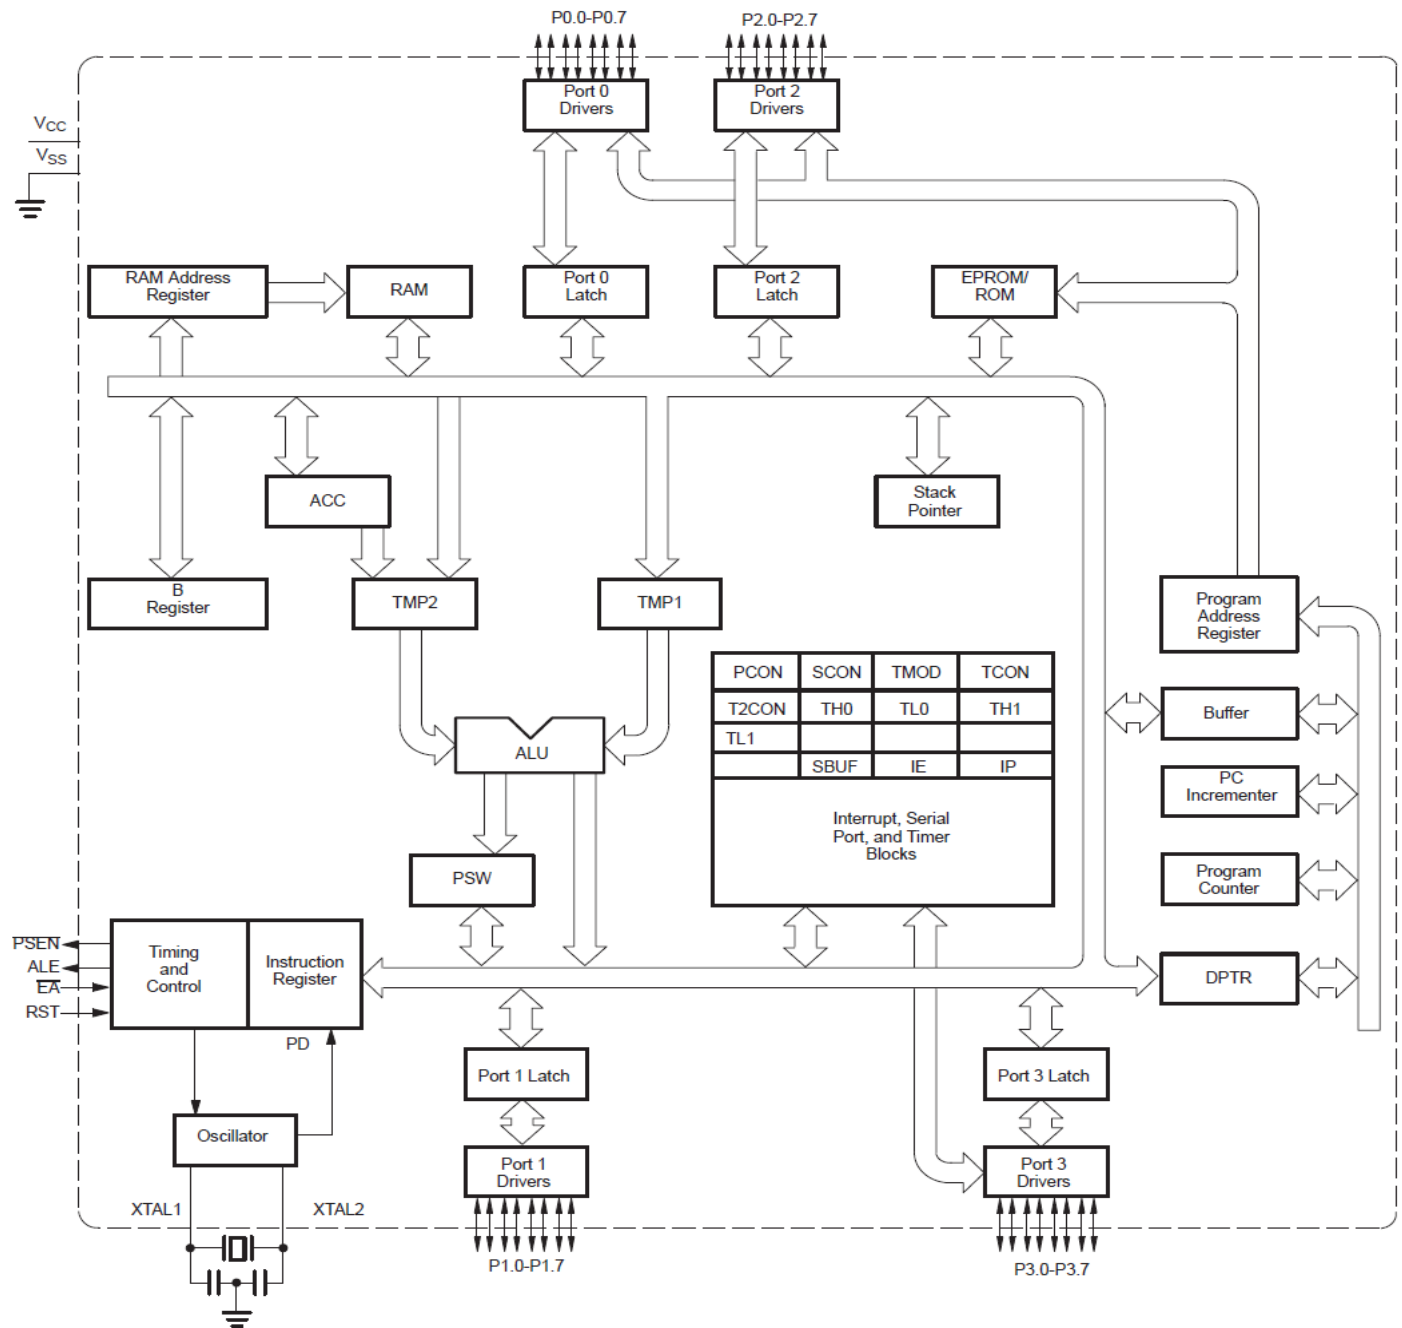 P0.0-P0.7
P2.0-P2.7
Port 0
Drivers
Port 2
Drivers
VCC
VSS
RAM Address
Register
RAM
Port 0
Latch
Port 2
Latch
EPROM/
ROM
ACC
Stack
Pointer
B
Register
TMP2
TMP1
Program
Address
Register
PCON
SCON
TMOD
TCON
T2CON
TH0
TL0
TH1
TL1
SBUF
IE
IP
Interrupt, Serial
Port, and Timer
Blocks
Buffer
ALU
PC
Incrementer
PSW
Program
Counter
PSEN
ALE
EA
RST
Timing
and
Control
Instruction
Register
DPTR
PD
Port 1 Latch
Port 3 Latch
Oscillator
Port 1
Drivers
Port 3
Drivers
XTAL1
XTAL2
P1.0-P1.7
P3.0-P3.7